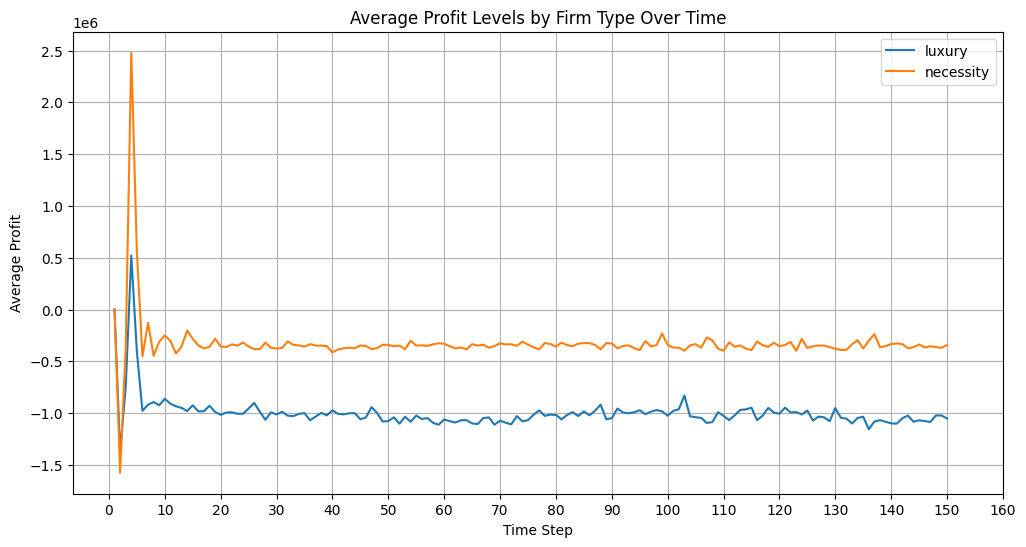 Average Profit Levels by Firm Type Over Time
1e6
luxury
necessity
2.5
2.0
1.5
1.0
0.5
0.0
−0.5
−1.0
−1.5
Average Profit
0 10 20 30 40 50 60 70 80 90 100 110 120 130 140 150 160
Time Step